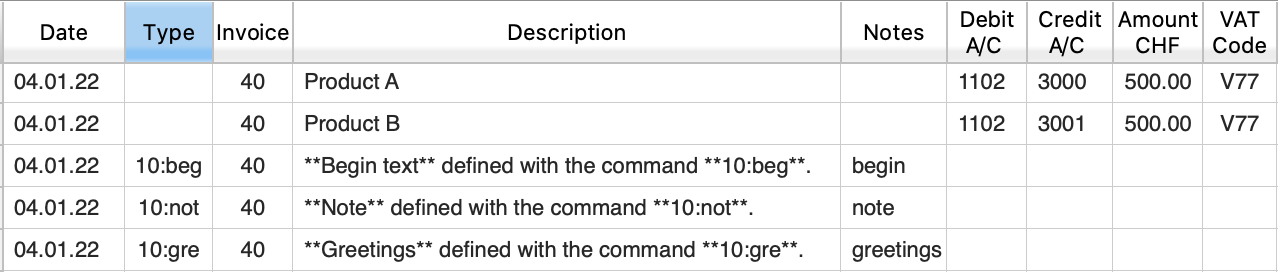 Date Type Invoice Description Notes Debit A/C Credit A/C Amount CHF VAT Code
04.01.22 40 Product A 1102 3000 500.00 V77
04.01.22 40 Product B 1102 3001 500.00 V77
04.01.22 10:beg 40 **Begin text** defined with the command **10:beg**. begin
04.01.22 10:not 40 **Note** defined with the command **10:not**. note
04.01.22 10:gre 40 **Greetings** defined with the command **10:gre**. greetings